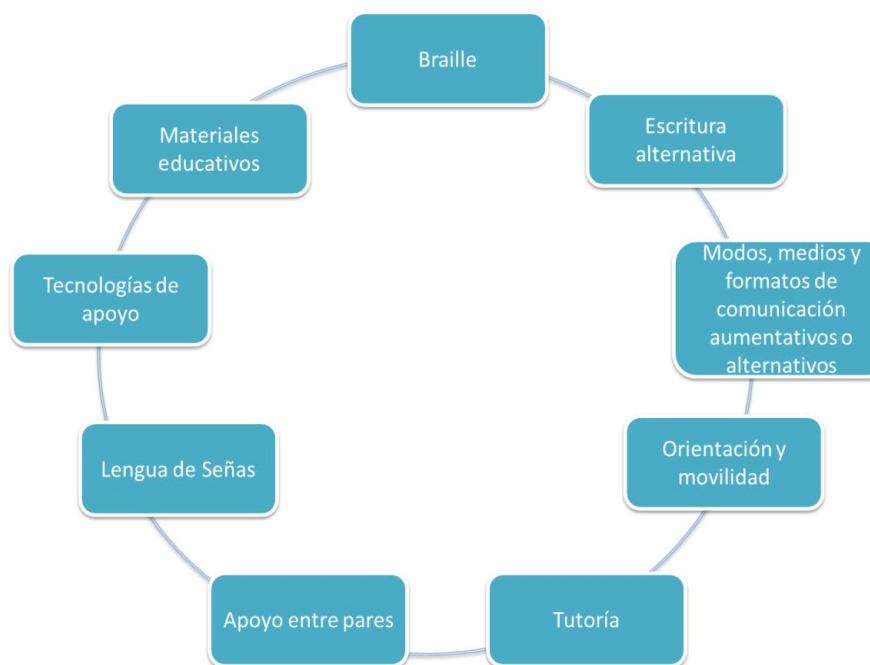 Braille
Escritura
alternativa
Modos, medios y
formatos de
comunicación
aumentativos o
alternativos
Orientación y
movilidad
Tutoría
Apoyo entre pares
Lengua de Señas
Tecnologías de
apoyo
Materiales
educativos